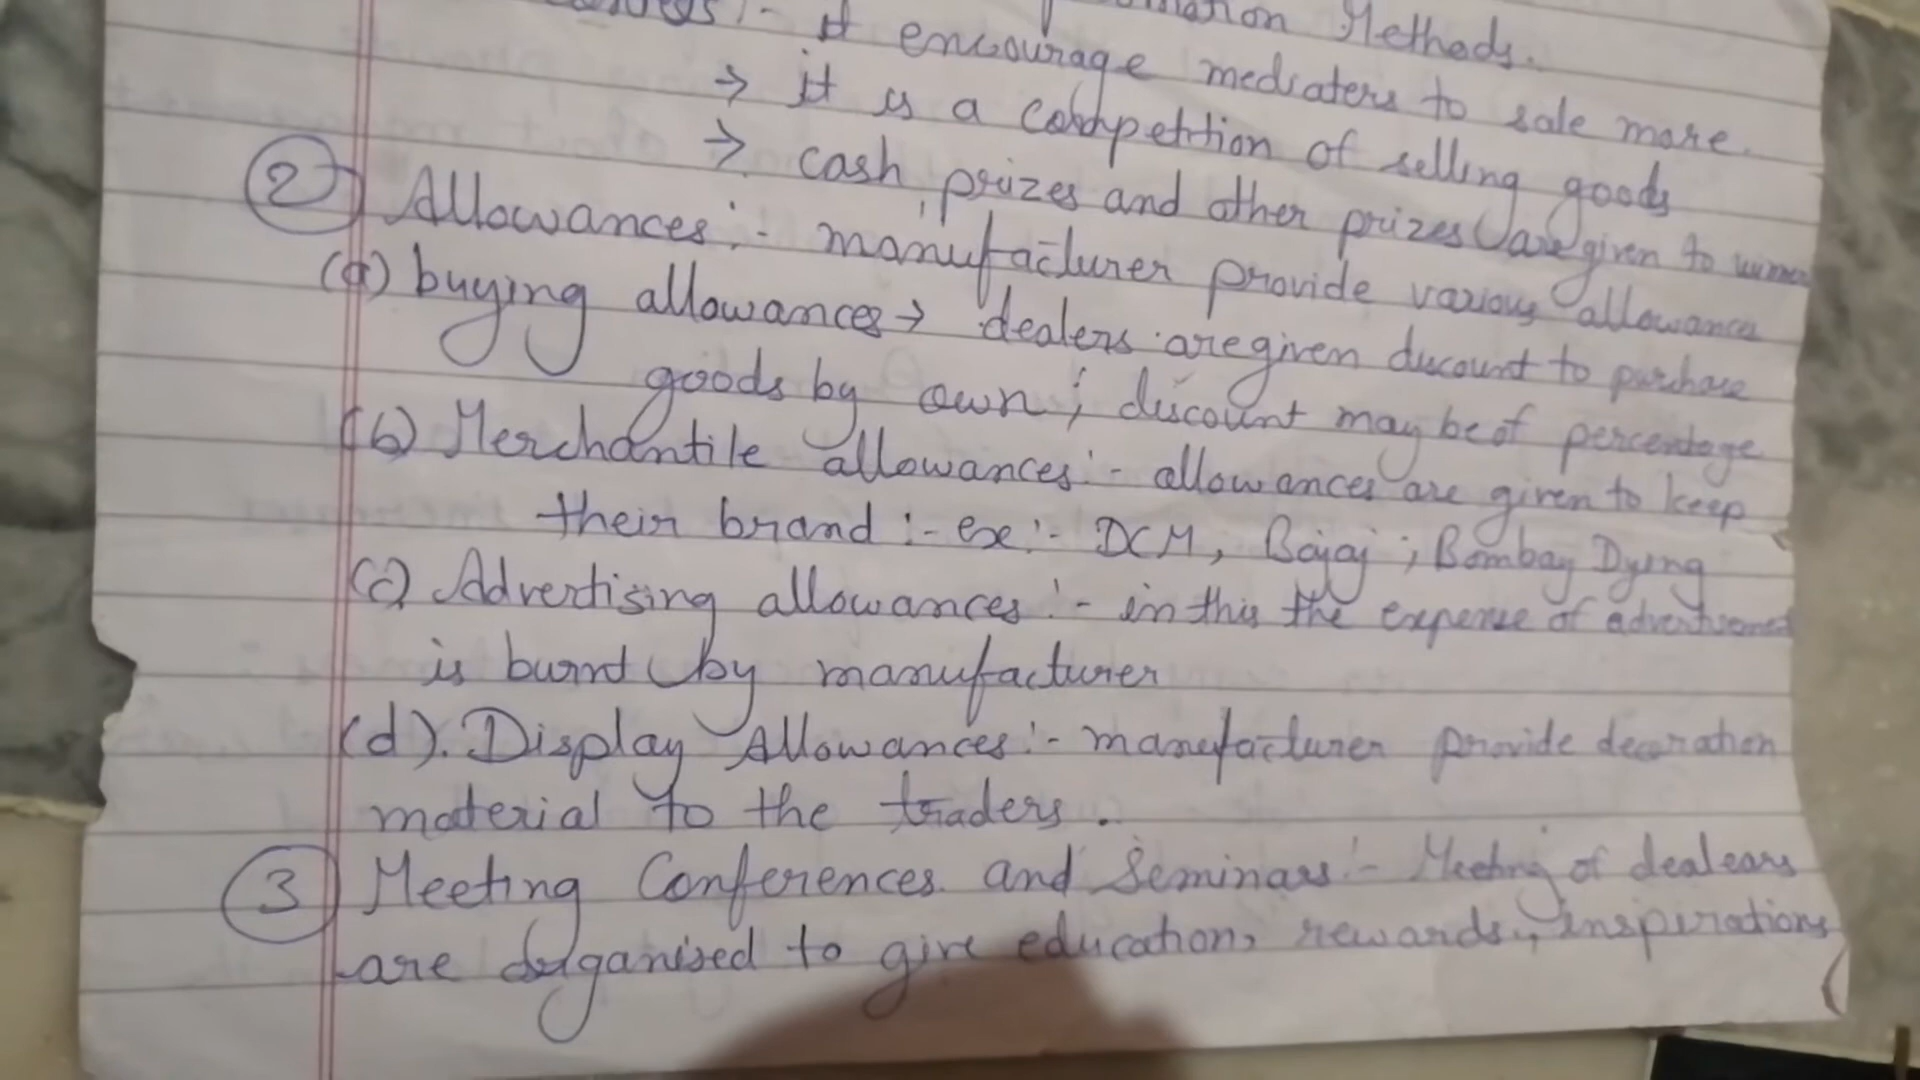 Methods.
:- it encourage mediaters to sale more.
→ it is a competition of selling goods
→ cash prizes and other prizes are given to
2 Allowances :- manufacturer provide various allowances
(a) buying allowances → dealers are given discount to purchase
goods by own ; discount may be of percentage
(b) Merchantile allowances :- allowances are given to keep
their brand :- ex :- DCM, Bajaj ; Bombay Dying
(c) Advertising allowances :- in this the expense of advertisement
is burnt by manufacturer
(d). Display Allowances :- manufacturer provide decoration
material to the traders .
3 Meeting Conferences and Seminars :- Meeting of dealears
are organised to give education, rewards, inspirations